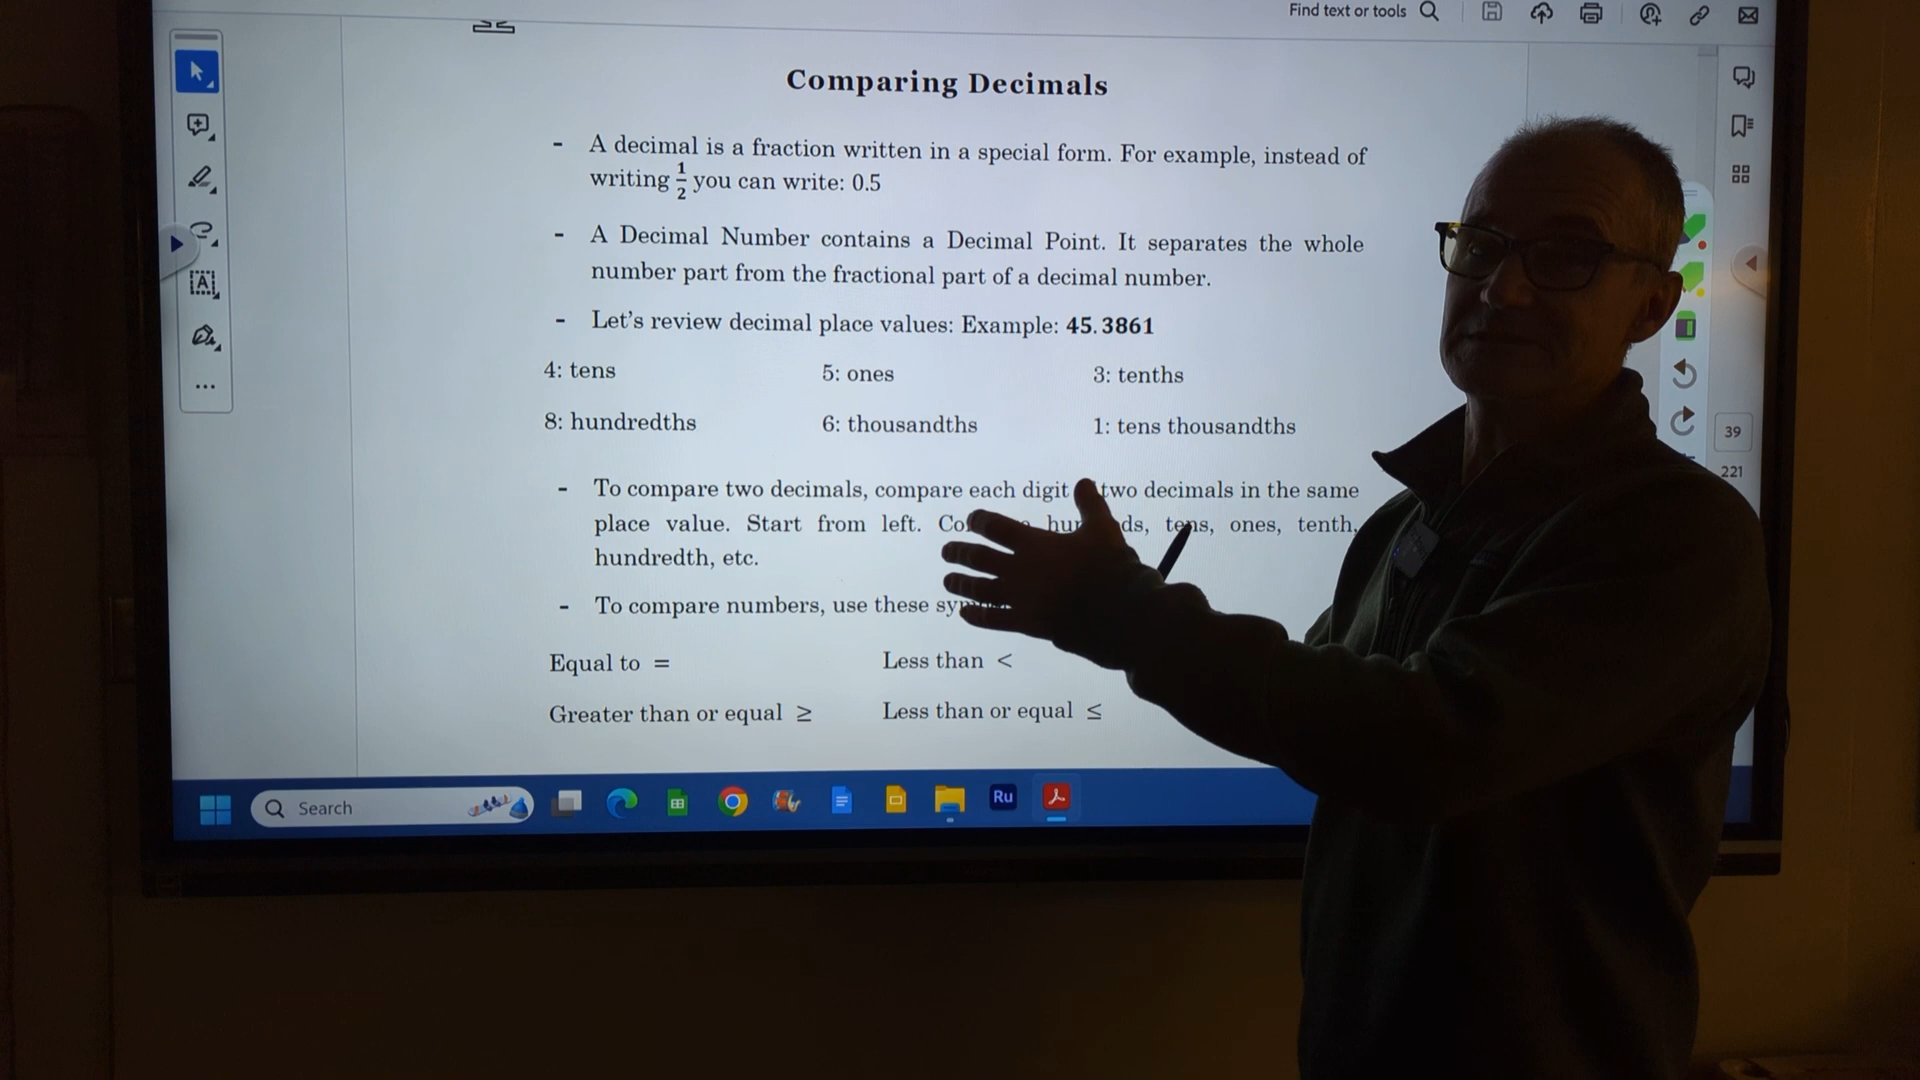 Find text or tools
Comparing Decimals
- A decimal is a fraction written in a special form. For example, instead of
writing 1/2 you can write: 0.5
- A Decimal Number contains a Decimal Point. It separates the whole
number part from the fractional part of a decimal number.
- Let's review decimal place values: Example: 45.3861
4: tens 5: ones 3: tenths
8: hundredths 6: thousandths 1: tens thousandths
- To compare two decimals, compare each digit two decimals in the same
place value. Start from left. tens, ones, tenth,
hundredth, etc.
- To compare numbers, use these
Equal to = Less than <
Greater than or equal ≥ Less than or equal ≤
39
221
Search
Ru